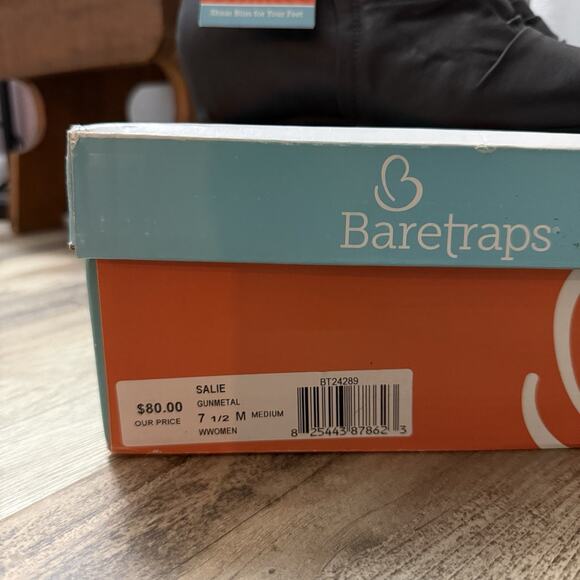 Sheer Bliss for Your Feet
Baretraps®
SALIE
BT24289
$80.00
GUNMETAL
OUR PRICE
7 1/2 M MEDIUM
WWOMEN
8 25443 87862 3